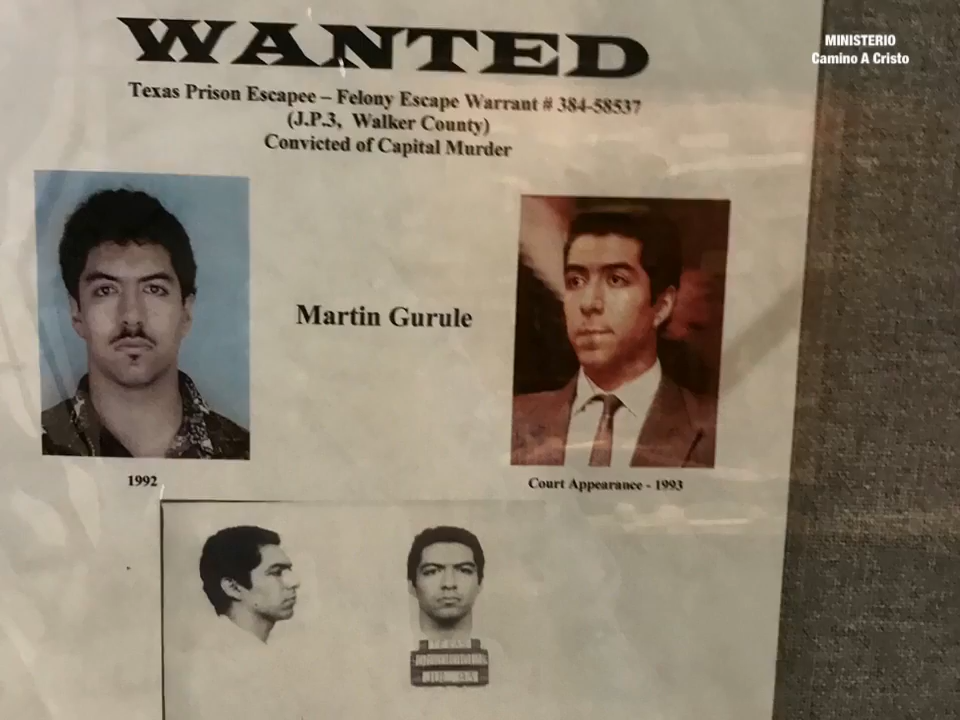 WANTED
Texas Prison Escapee – Felony Escape Warrant # 384-58537
(J.P.3, Walker County)
Convicted of Capital Murder
MINISTERIO
Camino A Cristo
Martin Gurule
1992
Court Appearance - 1993
TEXAS